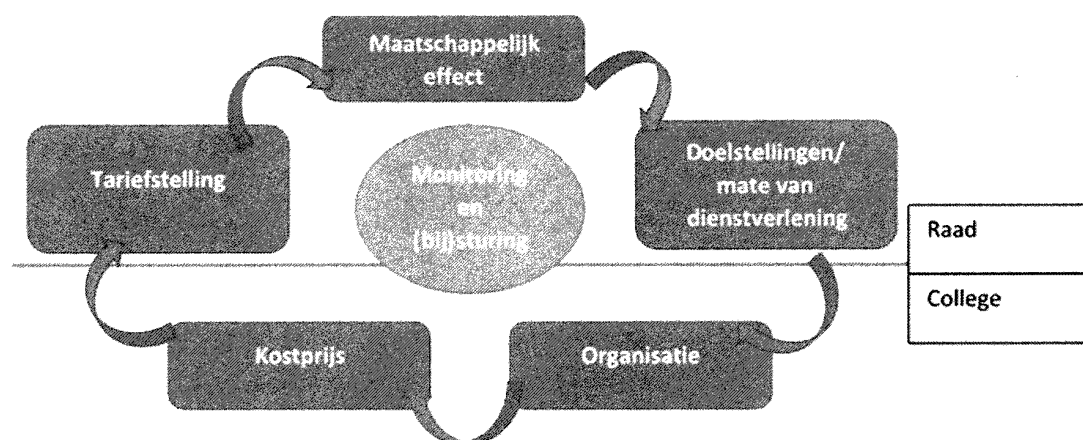 Maatschappelijk
effect
Tariefstelling
Monitoring
en
(bij)sturing
Doelstellingen/
mate van
dienstverlening
Raad
College
Kostprijs
Organisatie